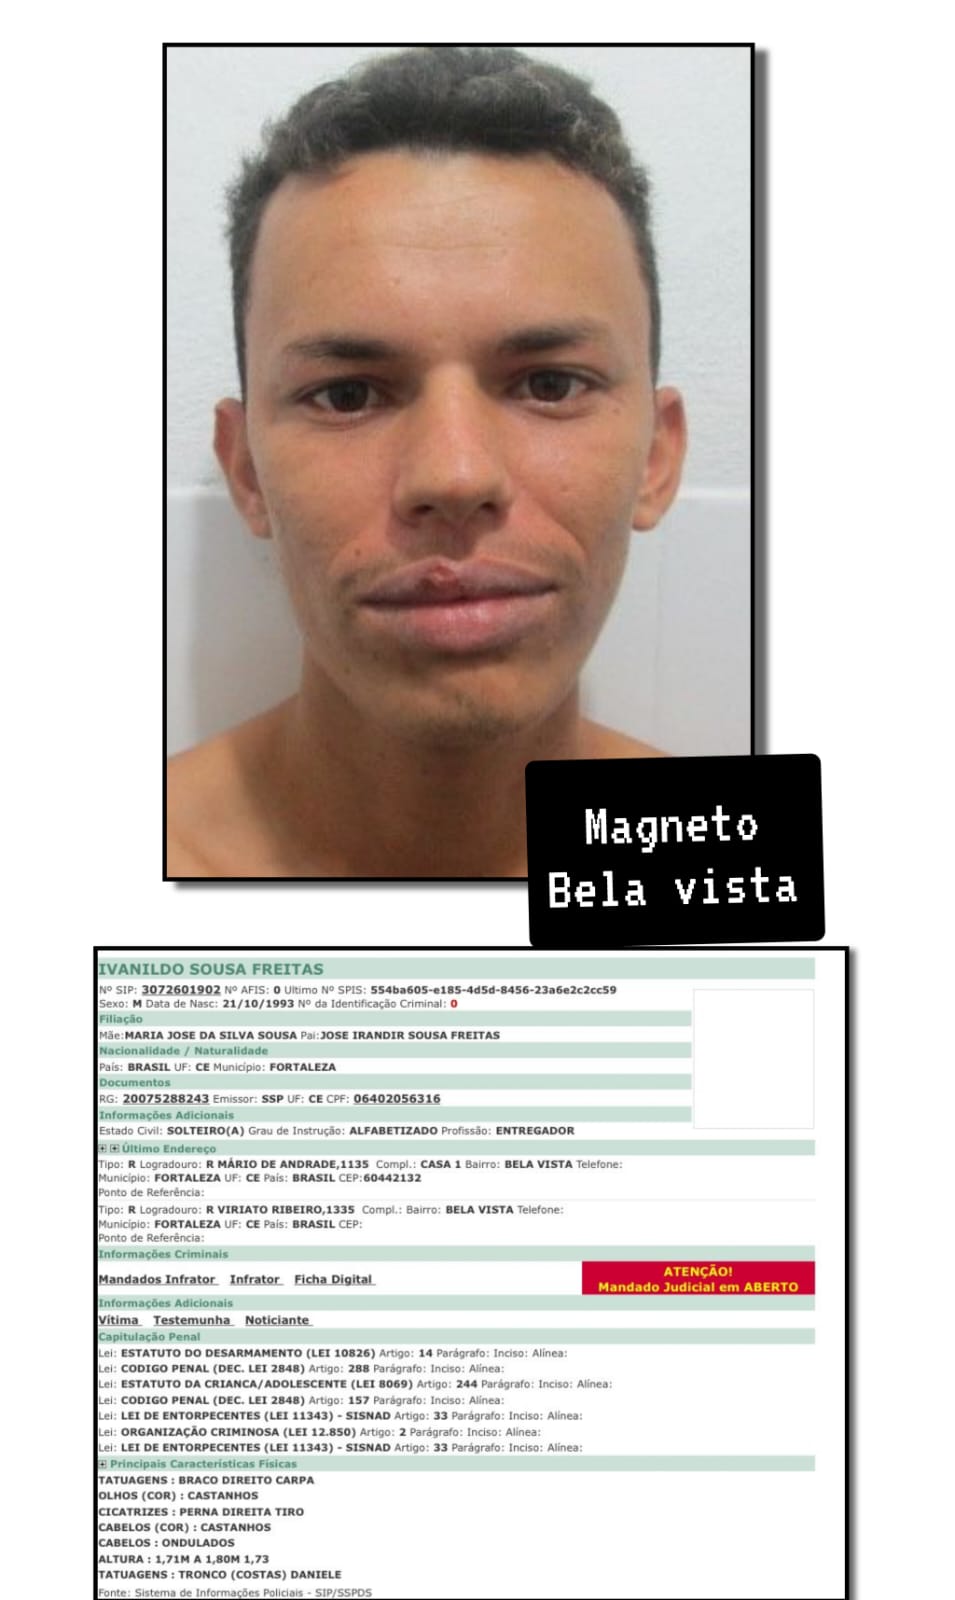 Magneto
Bela vista
IVANILDO SOUSA FREITAS
Nº SIP: 3072601902 Nº AFIS: 0 Ultimo Nº SPIS: 554ba605-e185-4d5d-8456-23a6e2c2cc59
Sexo: M Data de Nasc: 21/10/1993 Nº da Identificação Criminal: 0
Filiação
Mãe:MARIA JOSE DA SILVA SOUSA Pai:JOSE IRANDIR SOUSA FREITAS
Nacionalidade / Naturalidade
País: BRASIL UF: CE Município: FORTALEZA
Documentos
RG: 20075288243 Emissor: SSP UF: CE CPF: 06402056316
Informações Adicionais
Estado Civil: SOLTEIRO(A) Grau de Instrução: ALFABETIZADO Profissão: ENTREGADOR
Último Endereço
Tipo: R Logradouro: R MÁRIO DE ANDRADE,1135 Compl.: CASA 1 Bairro: BELA VISTA Telefone:
Município: FORTALEZA UF: CE País: BRASIL CEP:60442132
Ponto de Referência:
Tipo: R Logradouro: R VIRIATO RIBEIRO,1335 Compl.: Bairro: BELA VISTA Telefone:
Município: FORTALEZA UF: CE País: BRASIL CEP:
Ponto de Referência:
Informações Criminais
Mandados Infrator Infrator Ficha Digital
ATENÇÃO!
Mandado Judicial em ABERTO
Informações Adicionais
Vítima Testemunha Noticiante
Capitulação Penal
Lei: ESTATUTO DO DESARMAMENTO (LEI 10826) Artigo: 14 Parágrafo: Inciso: Alínea:
Lei: CODIGO PENAL (DEC. LEI 2848) Artigo: 288 Parágrafo: Inciso: Alínea:
Lei: ESTATUTO DA CRIANCA/ADOLESCENTE (LEI 8069) Artigo: 244 Parágrafo: Inciso: Alínea:
Lei: CODIGO PENAL (DEC. LEI 2848) Artigo: 157 Parágrafo: Inciso: Alínea:
Lei: LEI DE ENTORPECENTES (LEI 11343) - SISNAD Artigo: 33 Parágrafo: Inciso: Alínea:
Lei: ORGANIZAÇÃO CRIMINOSA (LEI 12.850) Artigo: 2 Parágrafo: Inciso: Alínea:
Lei: LEI DE ENTORPECENTES (LEI 11343) - SISNAD Artigo: 33 Parágrafo: Inciso: Alínea:
Principais Características Físicas
TATUAGENS : BRACO DIREITO CARPA
OLHOS (COR) : CASTANHOS
CICATRIZES : PERNA DIREITA TIRO
CABELOS (COR) : CASTANHOS
CABELOS : ONDULADOS
ALTURA : 1,71M A 1,80M 1,73
TATUAGENS : TRONCO (COSTAS) DANIELE
Fonte: Sistema de Informações Policiais - SIP/SSPDS